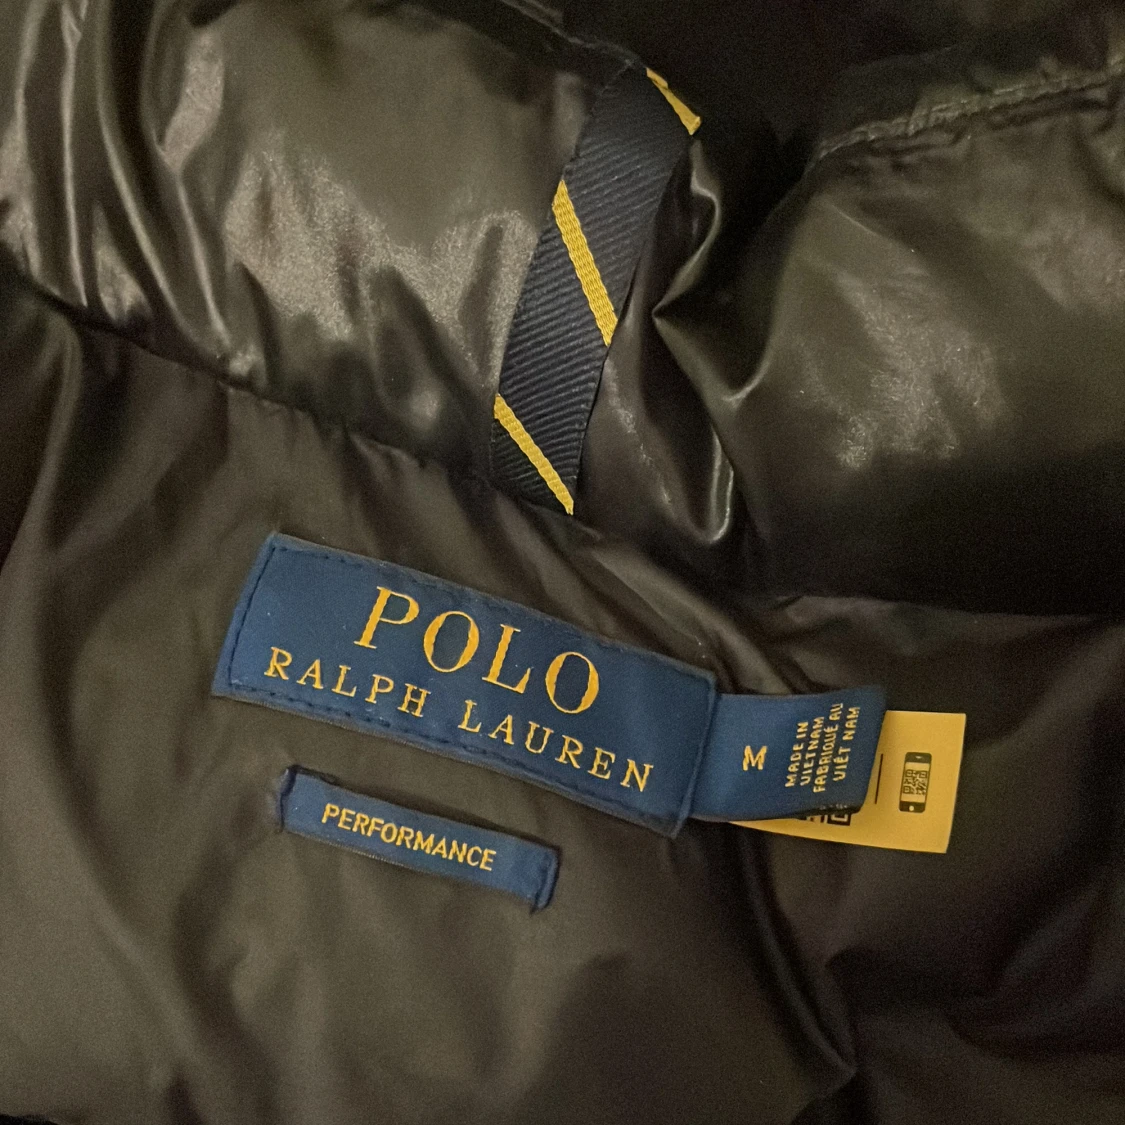 POLO
RALPH LAUREN
PERFORMANCE
M
MADE IN
VIETNAM
FABRIQUÉ AU
VIÊT NAM